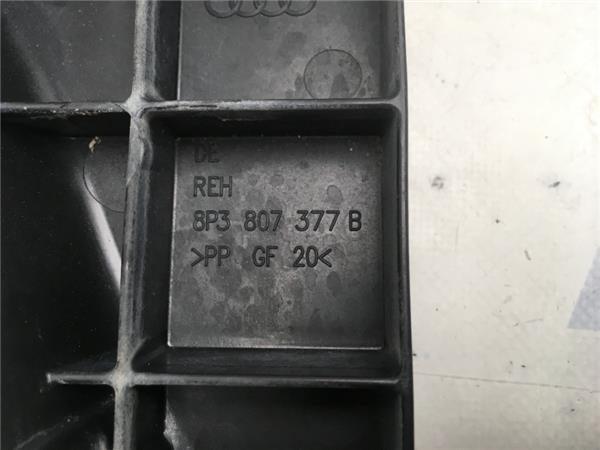 DE
REH
8P3 807 377 B
>PP GF 20<